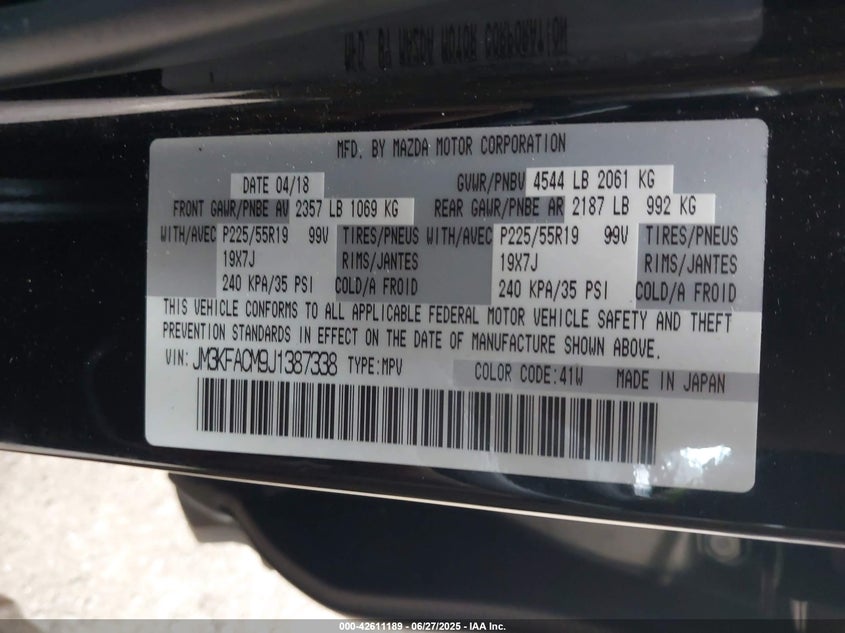 MFD. BY MAZDA MOTOR CORPORATION
MFD. BY MAZDA MOTOR CORPORATION
DATE 04/18 GVWR/PNBV 4544 LB 2061 KG
FRONT GAWR/PNBE AV 2357 LB 1069 KG REAR GAWR/PNBE AR 2187 LB 992 KG
WITH/AVEC P225/55R19 99V TIRES/PNEUS WITH/AVEC P225/55R19 99V TIRES/PNEUS
19X7J RIMS/JANTES 19X7J RIMS/JANTES
240 KPA/35 PSI COLD/A FROID 240 KPA/35 PSI COLD/A FROID
THIS VEHICLE CONFORMS TO ALL APPLICABLE FEDERAL MOTOR VEHICLE SAFETY AND THEFT
PREVENTION STANDARDS IN EFFECT ON THE DATE OF MANUFACTURE SHOWN ABOVE.
VIN: JM3KFACM9J1387338 TYPE:MPV COLOR CODE:41W MADE IN JAPAN
000-42611189 - 06/27/2025 - IAA Inc.